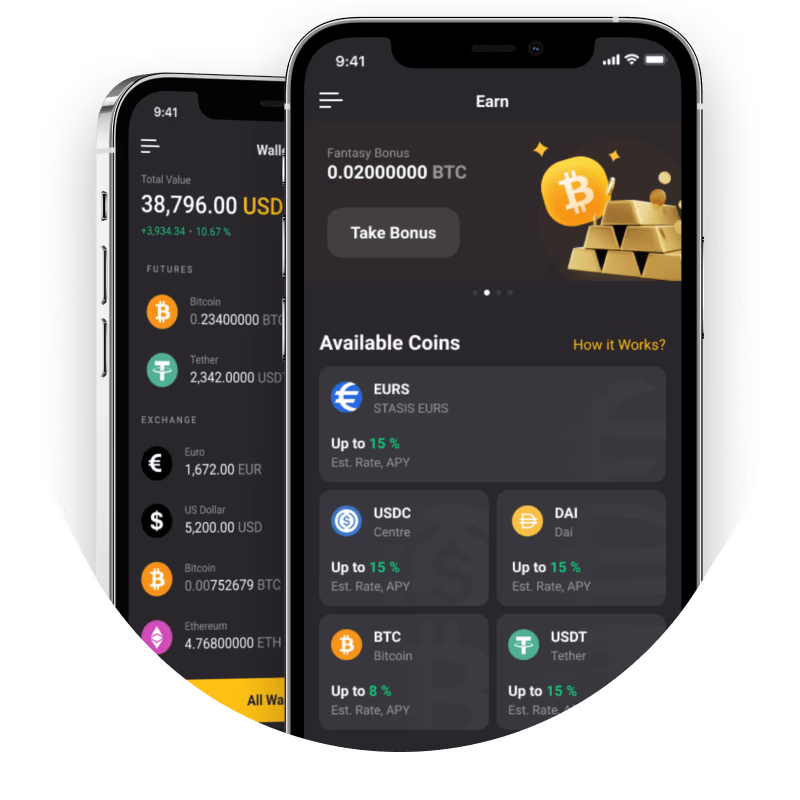 9:41
Total Value
38,796.00 USD
+3,934.34 • 10.67 %
FUTURES
Bitcoin
0.23400000 BTC
Tether
2,342.0000 USDT
EXCHANGE
Euro
1,672.00 EUR
US Dollar
5,200.00 USD
Bitcoin
0.00752679 BTC
Ethereum
4.76800000 ETH
All
9:41
Earn
Fantasy Bonus
0.02000000 BTC
Take Bonus
Available Coins
How it Works?
EURS
STASIS EURS
Up to 15 %
Est. Rate, APY
USDC
Centre
Up to 15 %
Est. Rate, APY
DAI
Dai
Up to 15 %
Est. Rate, APY
BTC
Bitcoin
Up to 8 %
Est. Rate, APY
USDT
Tether
Up to 15 %
Est. Rate,